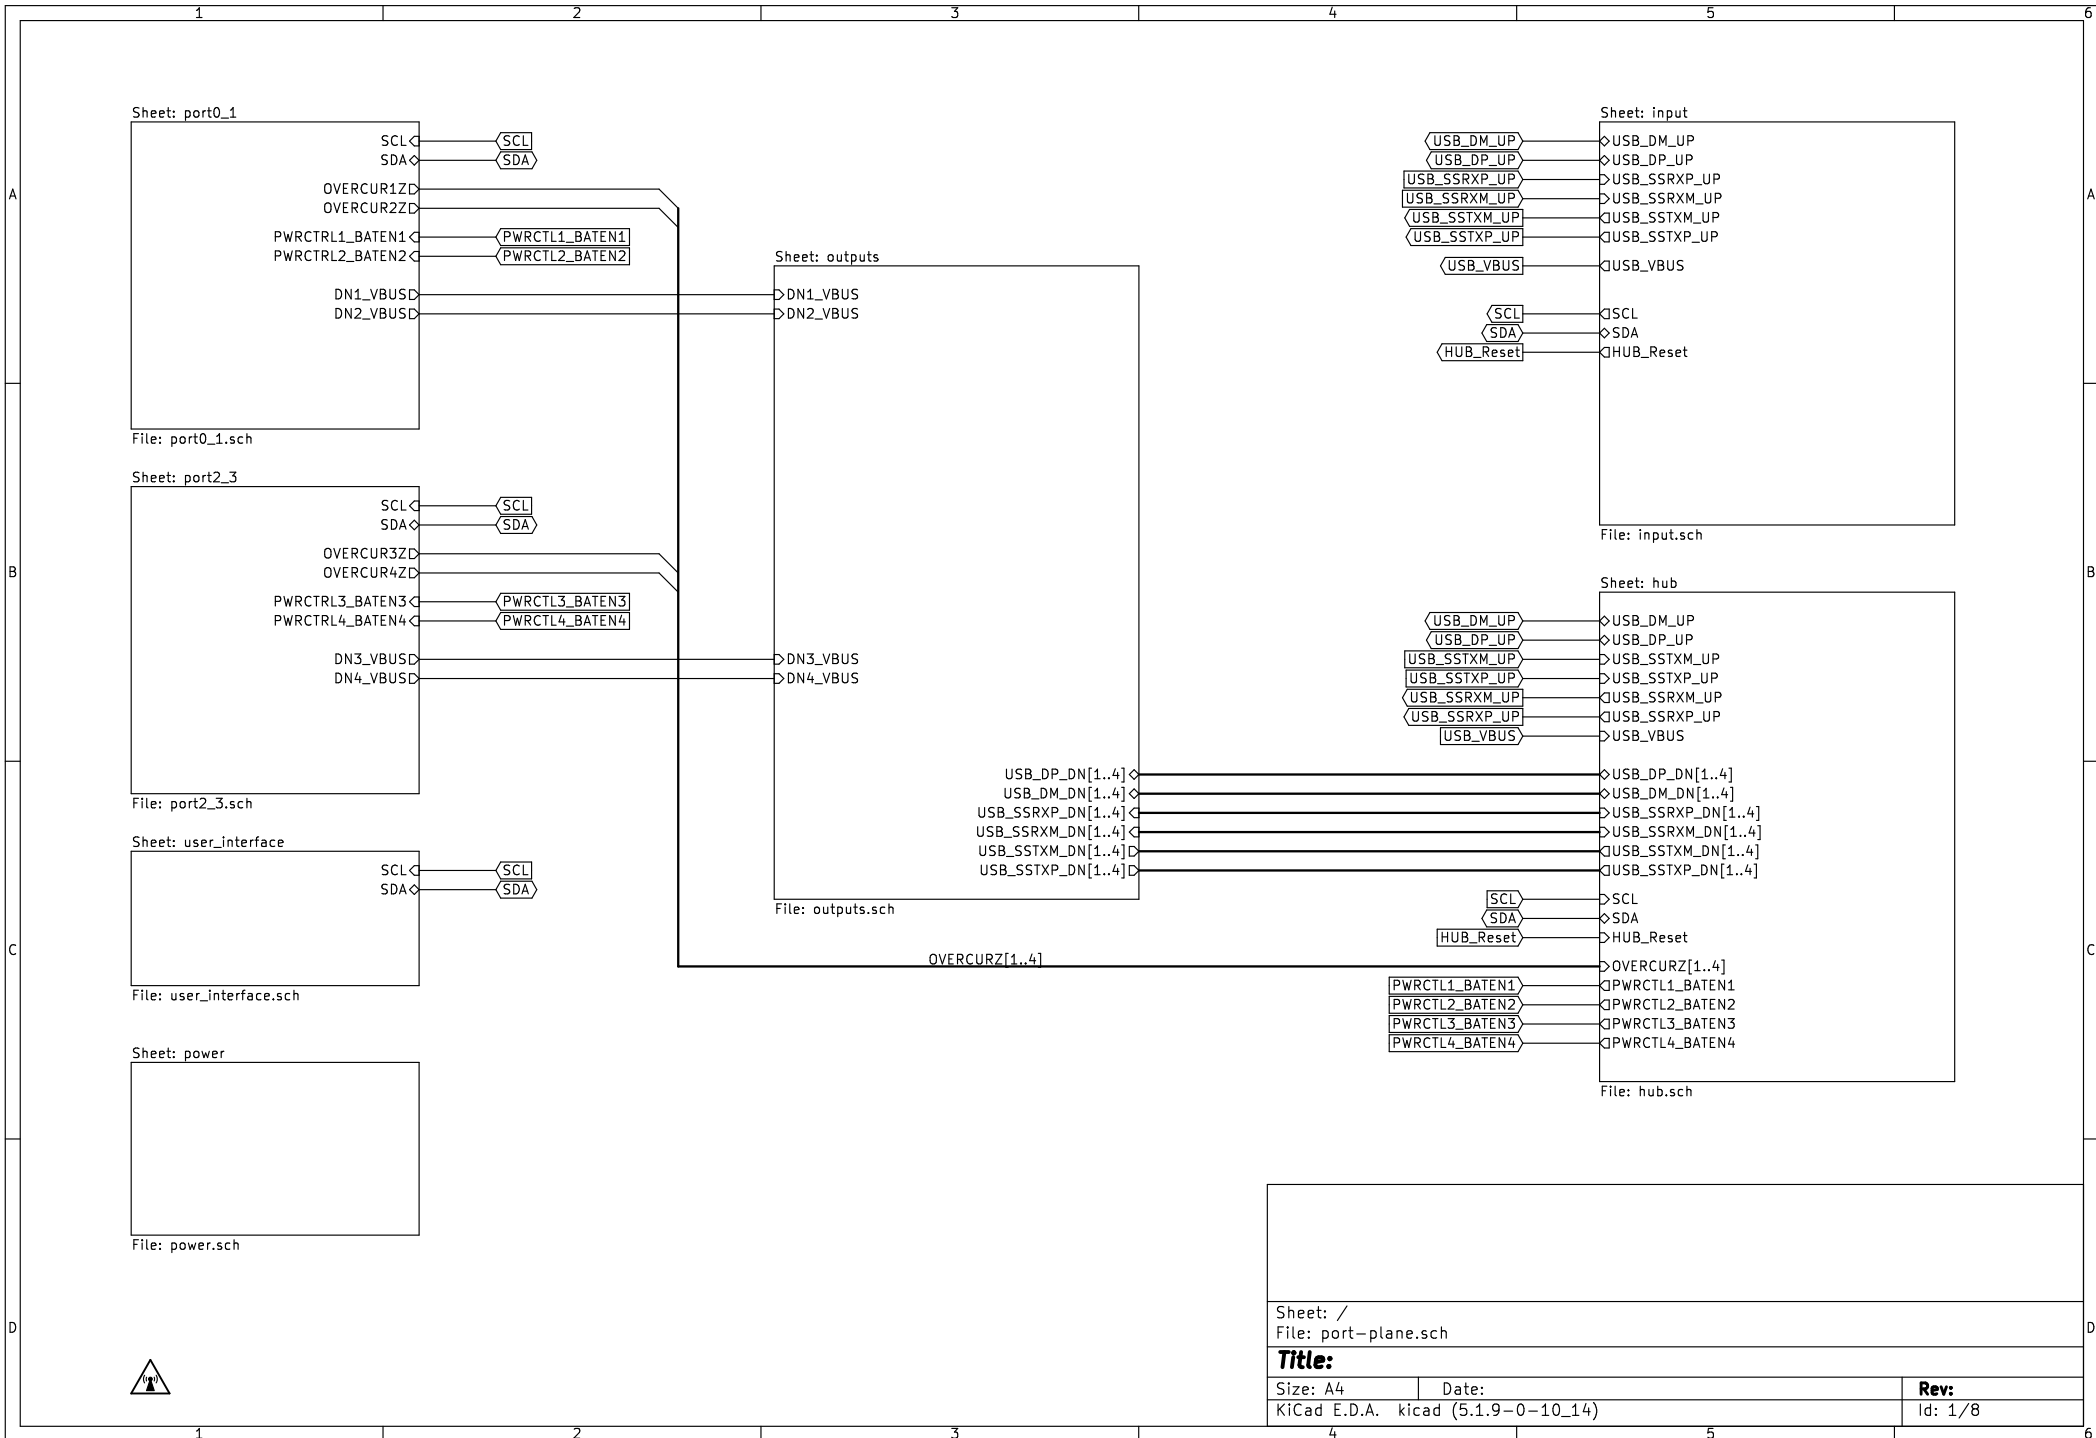 1 2 3 4 5 6
A
B
C
D
A
B
C
D
Sheet: port0_1
SCL SCL
SDA SDA
OVERCUR1Z
OVERCUR2Z
PWRCTRL1_BATEN1 PWRCTL1_BATEN1
PWRCTRL2_BATEN2 PWRCTL2_BATEN2
DN1_VBUS
DN2_VBUS
File: port0_1.sch
Sheet: port2_3
SCL SCL
SDA SDA
OVERCUR3Z
OVERCUR4Z
PWRCTRL3_BATEN3 PWRCTL3_BATEN3
PWRCTRL4_BATEN4 PWRCTL4_BATEN4
DN3_VBUS
DN4_VBUS
File: port2_3.sch
Sheet: user_interface
SCL SCL
SDA SDA
File: user_interface.sch
Sheet: power
File: power.sch
Sheet: outputs
DN1_VBUS
DN2_VBUS
DN3_VBUS
DN4_VBUS
USB_DP_DN[1..4]
USB_DM_DN[1..4]
USB_SSRXP_DN[1..4]
USB_SSRXM_DN[1..4]
USB_SSTXM_DN[1..4]
USB_SSTXP_DN[1..4]
File: outputs.sch
OVERCURZ[1..4]
Sheet: input
USB_DM_UP USB_DM_UP
USB_DP_UP USB_DP_UP
USB_SSRXP_UP USB_SSRXP_UP
USB_SSRXM_UP USB_SSRXM_UP
USB_SSTXM_UP USB_SSTXM_UP
USB_SSTXP_UP USB_SSTXP_UP
USB_VBUS USB_VBUS
SCL SCL
SDA SDA
HUB_Reset HUB_Reset
File: input.sch
Sheet: hub
USB_DM_UP USB_DM_UP
USB_DP_UP USB_DP_UP
USB_SSTXM_UP USB_SSTXM_UP
USB_SSTXP_UP USB_SSTXP_UP
USB_SSRXM_UP USB_SSRXM_UP
USB_SSRXP_UP USB_SSRXP_UP
USB_VBUS USB_VBUS
USB_DP_DN[1..4]
USB_DM_DN[1..4]
USB_SSRXP_DN[1..4]
USB_SSRXM_DN[1..4]
USB_SSTXM_DN[1..4]
USB_SSTXP_DN[1..4]
SCL SCL
SDA SDA
HUB_Reset HUB_Reset
OVERCURZ[1..4]
PWRCTL1_BATEN1 PWRCTL1_BATEN1
PWRCTL2_BATEN2 PWRCTL2_BATEN2
PWRCTL3_BATEN3 PWRCTL3_BATEN3
PWRCTL4_BATEN4 PWRCTL4_BATEN4
File: hub.sch
Sheet: /
File: port-plane.sch
Title:
Size: A4 Date: Rev:
KiCad E.D.A. kicad (5.1.9-0-10_14) Id: 1/8
1 2 3 4 5 6